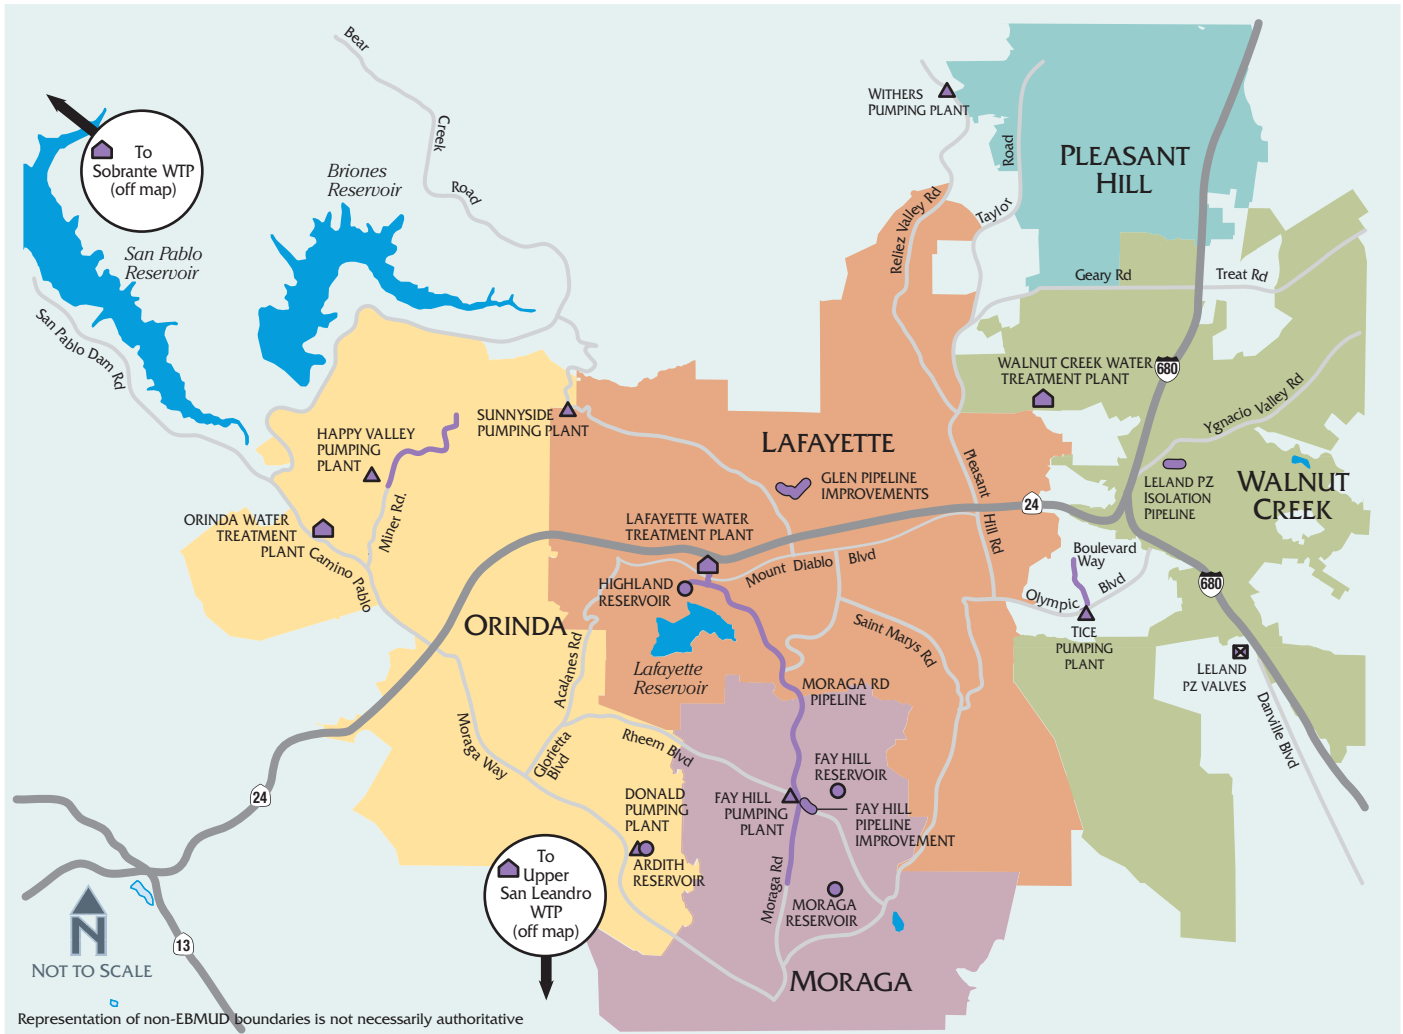 Bear
Creek
Road
WITHERS
PUMPING PLANT
To
Sobrante WTP
(off map)
Briones
Reservoir
San Pablo
Reservoir
San Pablo Dam Rd
PLEASANT
HILL
Road
Taylor
Reliez Valley Rd
Geary Rd
Treat Rd
WALNUT CREEK WATER
TREATMENT PLANT
680
Ygnacio Valley Rd
SUNNYSIDE
PUMPING PLANT
HAPPY VALLEY
PUMPING
PLANT
LAFAYETTE
GLEN PIPELINE
IMPROVEMENTS
Pleasant
Hill Rd
24
LELAND PZ
ISOLATION
PIPELINE
WALNUT
CREEK
ORINDA WATER
TREATMENT
PLANT
Miner Rd.
Camino Pablo
LAFAYETTE WATER
TREATMENT PLANT
Mount Diablo
Blvd
HIGHLAND
RESERVOIR
Boulevard
Way
Olympic
Blvd
680
TICE
PUMPING
PLANT
LELAND
PZ VALVES
Danville Blvd
ORINDA
Acalanes Rd
Lafayette
Reservoir
Saint Marys Rd
MORAGA RD
PIPELINE
Moraga Way
Glorietta
Blvd
Rheem Blvd
FAY HILL
RESERVOIR
DONALD
PUMPING
PLANT
FAY HILL
PUMPING
PLANT
FAY HILL
PIPELINE
IMPROVEMENT
ARDITH
RESERVOIR
24
To
Upper
San Leandro
WTP
(off map)
Moraga Rd
MORAGA
RESERVOIR
MORAGA
13
N
NOT TO SCALE
Representation of non-EBMUD boundaries is not necessarily authoritative